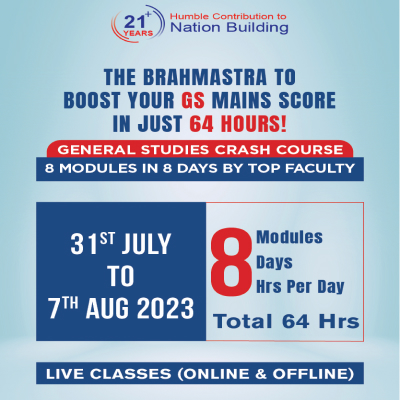 21+
YEARS
Humble Contribution to
Nation Building
THE BRAHMASTRA TO
BOOST YOUR GS MAINS SCORE
IN JUST 64 HOURS!
GENERAL STUDIES CRASH COURSE
8 MODULES IN 8 DAYS BY TOP FACULTY
31ST JULY
TO
7TH AUG 2023
8
Modules
Days
Hrs Per Day
Total 64 Hrs
LIVE CLASSES (ONLINE & OFFLINE)